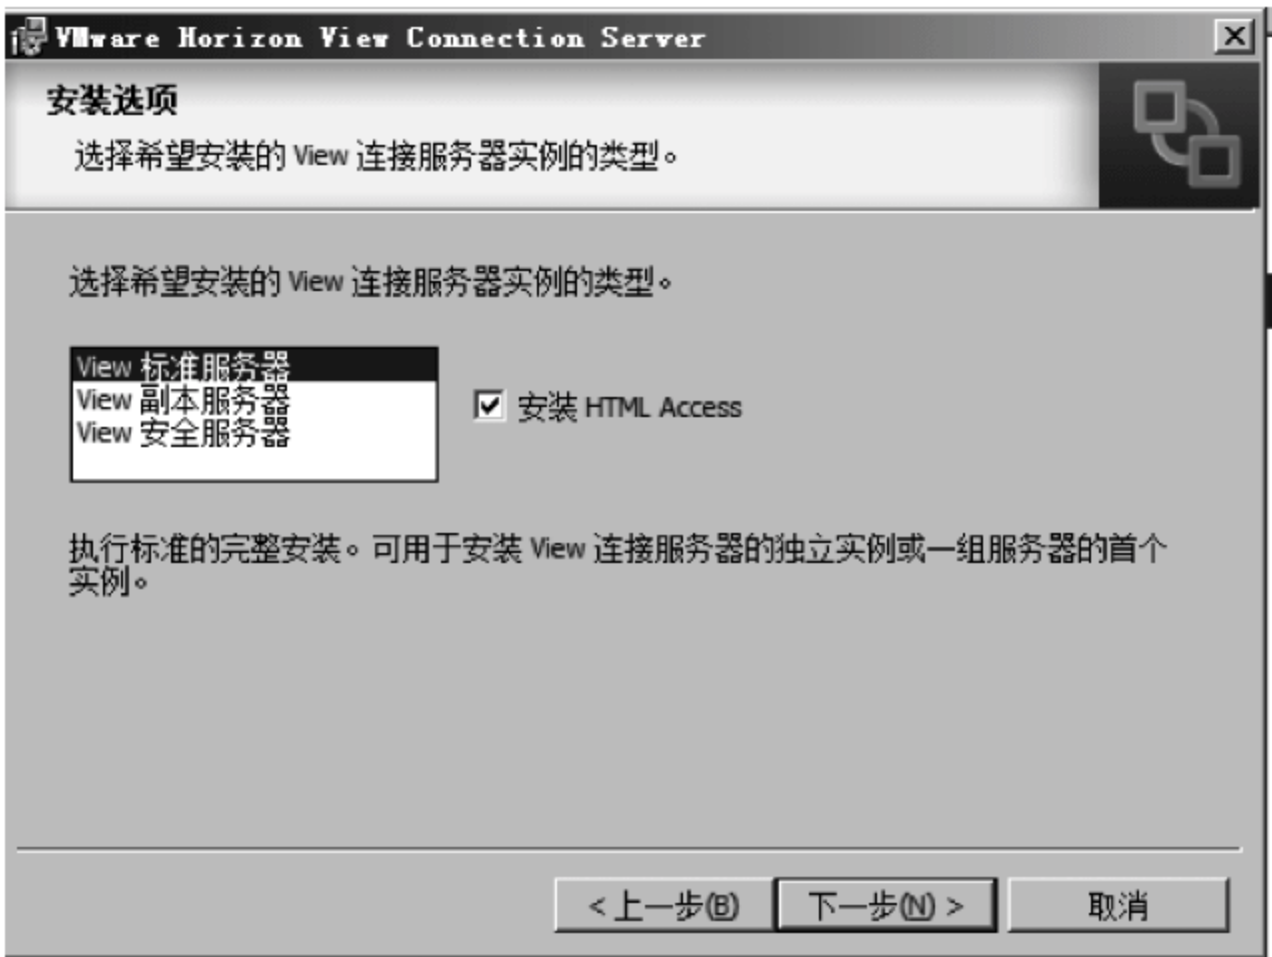 VMware Horizon View Connection Server
安装选项
选择希望安装的 View 连接服务器实例的类型。
选择希望安装的 View 连接服务器实例的类型。
View 标准服务器
View 副本服务器
View 安全服务器
安装 HTML Access
执行标准的完整安装。可用于安装 View 连接服务器的独立实例或一组服务器的首个
实例。
<上一步(B)
下一步(N) >
取消